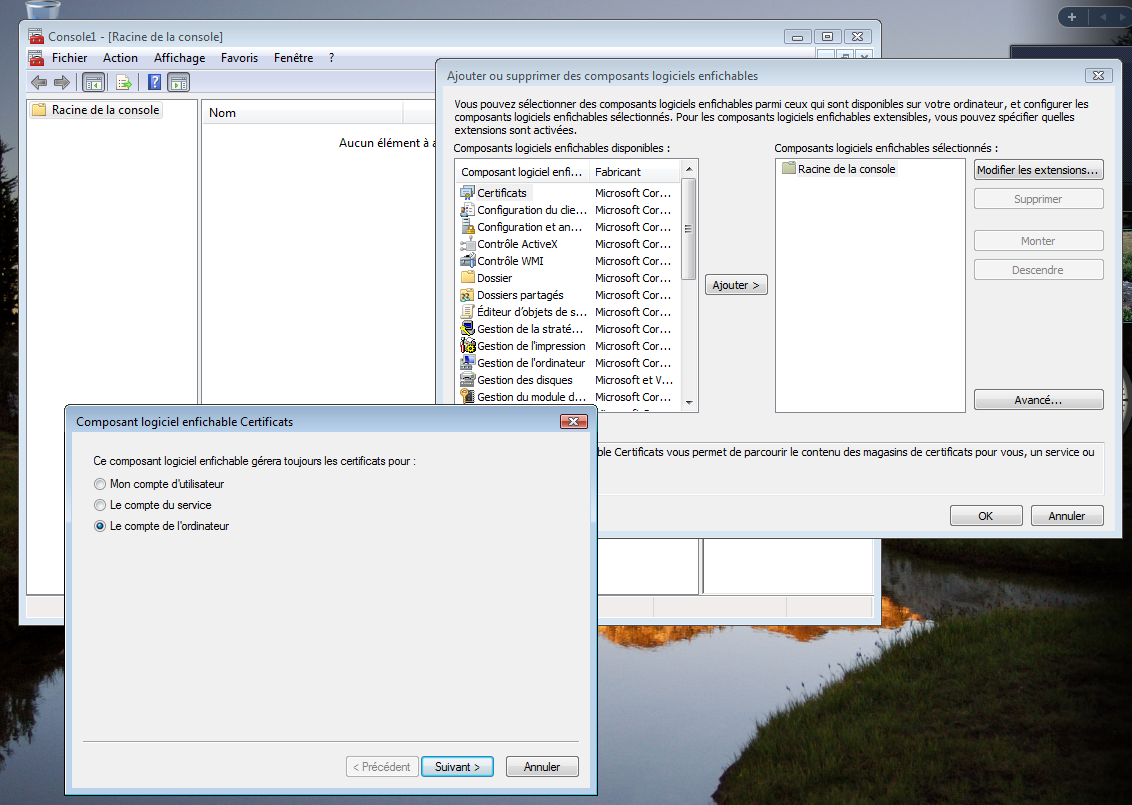 Console1 - [Racine de la console]
Fichier Action Affichage Favoris Fenêtre ?
Racine de la console
Nom
Aucun élément à
Ajouter ou supprimer des composants logiciels enfichables
Vous pouvez sélectionner des composants logiciels enfichables parmi ceux qui sont disponibles sur votre ordinateur, et configurer les
composants logiciels enfichables sélectionnés. Pour les composants logiciels enfichables extensibles, vous pouvez spécifier quelles
extensions sont activées.
Composants logiciels enfichables disponibles :
Composant logiciel enfi... Fabricant
Certificats Microsoft Cor...
Configuration du clie... Microsoft Cor...
Configuration et an... Microsoft Cor...
Contrôle ActiveX Microsoft Cor...
Contrôle WMI Microsoft Cor...
Dossier Microsoft Cor...
Dossiers partagés Microsoft Cor...
Éditeur d'objets de s... Microsoft Cor...
Gestion de la straté... Microsoft Cor...
Gestion de l'impression Microsoft Cor...
Gestion de l'ordinateur Microsoft Cor...
Gestion des disques Microsoft et V...
Gestion du module d... Microsoft Cor...
Ajouter >
Composants logiciels enfichables sélectionnés :
Racine de la console
Modifier les extensions...
Supprimer
Monter
Descendre
Avancé...
ble Certificats vous permet de parcourir le contenu des magasins de certificats pour vous, un service ou
OK Annuler
Composant logiciel enfichable Certificats
Ce composant logiciel enfichable gérera toujours les certificats pour :
Mon compte d'utilisateur
Le compte du service
Le compte de l'ordinateur
< Précédent Suivant > Annuler